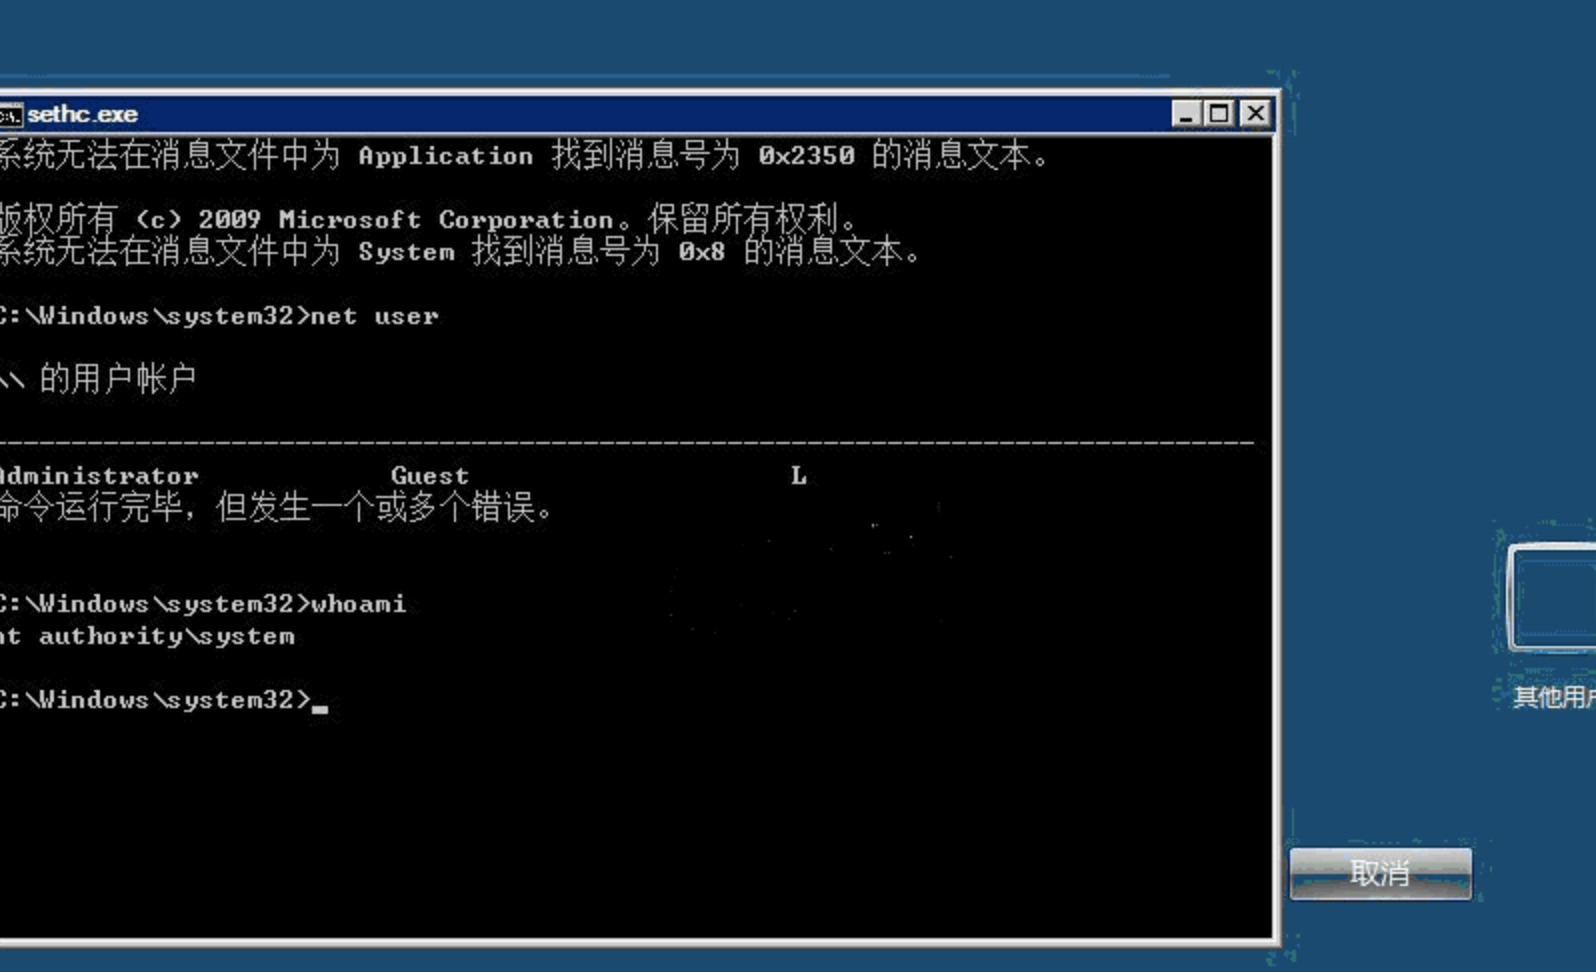 sethc.exe
系统无法在消息文件中为 Application 找到消息号为 0x2350 的消息文本。
版权所有 (c) 2009 Microsoft Corporation。保留所有权利。
系统无法在消息文件中为 System 找到消息号为 0x8 的消息文本。
C:\Windows\system32>net user
\\ 的用户帐户
-------------------------------------------------------------------------------
Administrator Guest L
命令运行完毕，但发生一个或多个错误。
C:\Windows\system32>whoami
nt authority\system
C:\Windows\system32>
其他用户
取消